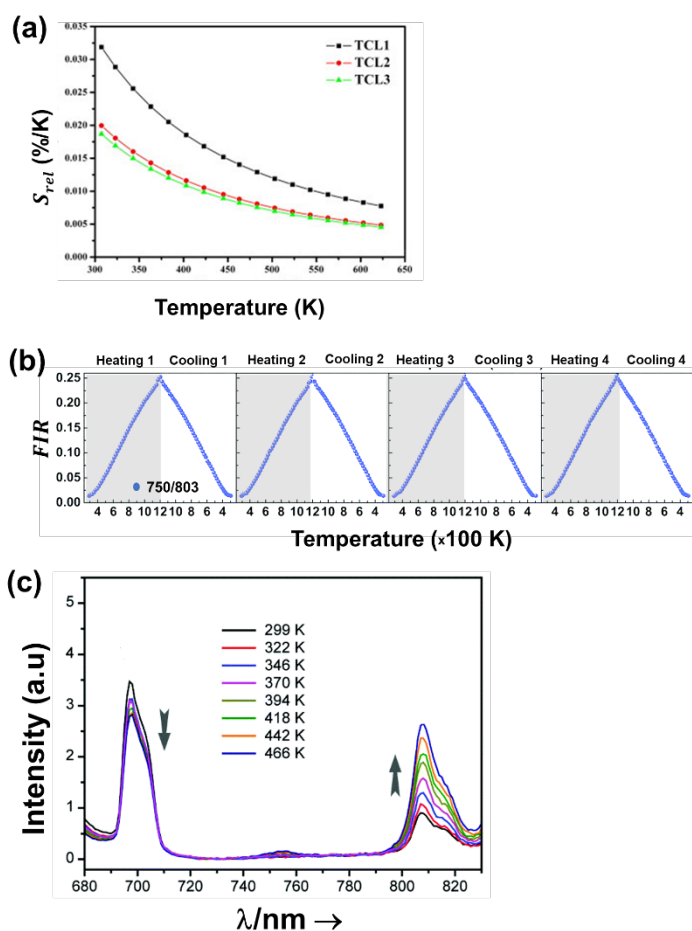 (a)
0.035
0.030
0.025
0.020
0.015
0.010
0.005
0.000
S_rel (%/K)
TCL1
TCL2
TCL3
300 350 400 450 500 550 600 650
Temperature (K)
(b)
Heating 1 Cooling 1 Heating 2 Cooling 2 Heating 3 Cooling 3 Heating 4 Cooling 4
0.25
0.20
0.15
0.10
0.05
0.00
FIR
750/803
4 6 8 10 12 10 8 6 4 4 6 8 10 12 10 8 6 4 4 6 8 10 12 10 8 6 4 4 6 8 10 12 10 8 6 4
Temperature (×100 K)
(c)
5
4
3
2
1
0
Intensity (a.u)
299 K
322 K
346 K
370 K
394 K
418 K
442 K
466 K
680 700 720 740 760 780 800 820
λ/nm →